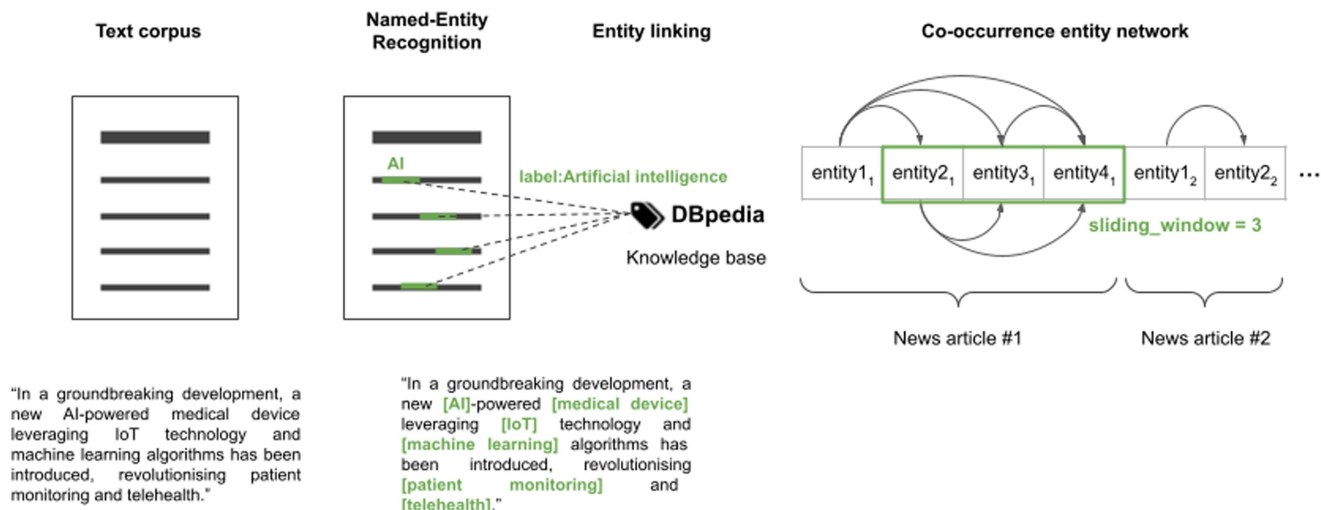 Text corpus
Named-Entity
Recognition
Entity linking
Co-occurrence entity network
AI
label:Artificial intelligence
DBpedia
Knowledge base
entity1₁ entity2₁ entity3₁ entity4₁ entity1₂ entity2₂ ...
sliding_window = 3
News article #1
News article #2
“In a groundbreaking development, a
new AI-powered medical device
leveraging IoT technology and
machine learning algorithms has been
introduced, revolutionising patient
monitoring and telehealth.”
“In a groundbreaking development, a
new [AI]-powered [medical device]
leveraging [IoT] technology and
[machine learning] algorithms has
been introduced, revolutionising
[patient monitoring] and
[telehealth].”